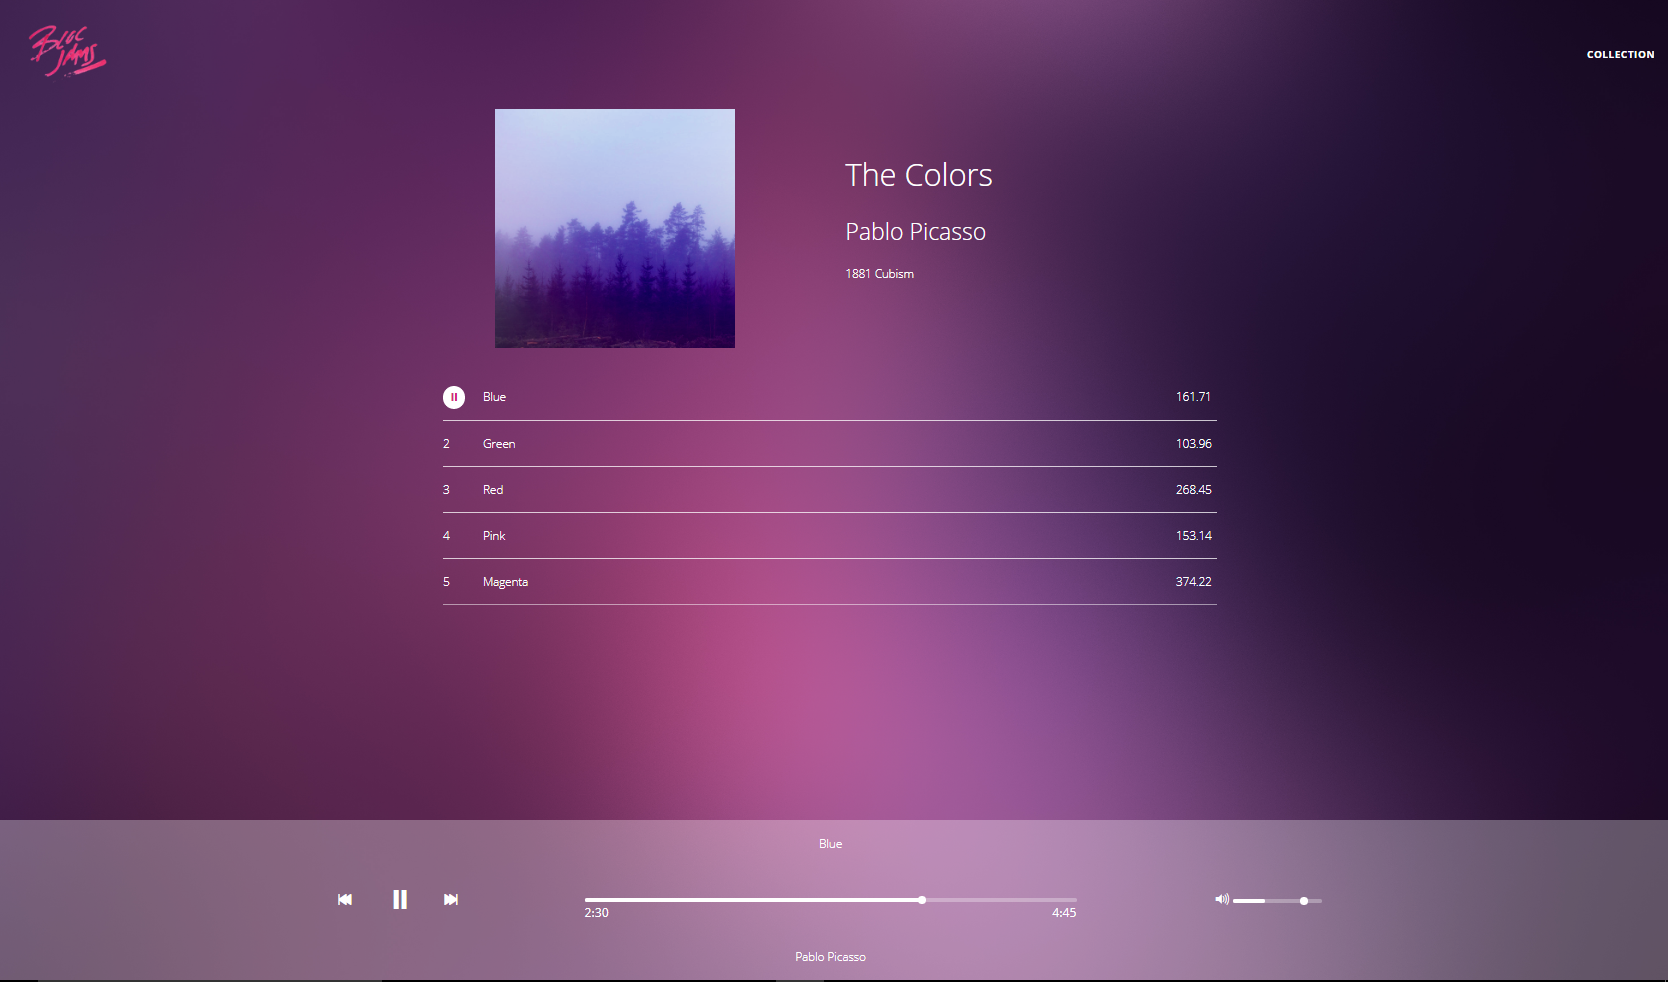 BLOC
JAMS
COLLECTION
The Colors
Pablo Picasso
1881 Cubism
Blue 161.71
2 Green 103.96
3 Red 268.45
4 Pink 153.14
5 Magenta 374.22
Blue
2:30 4:45
Pablo Picasso